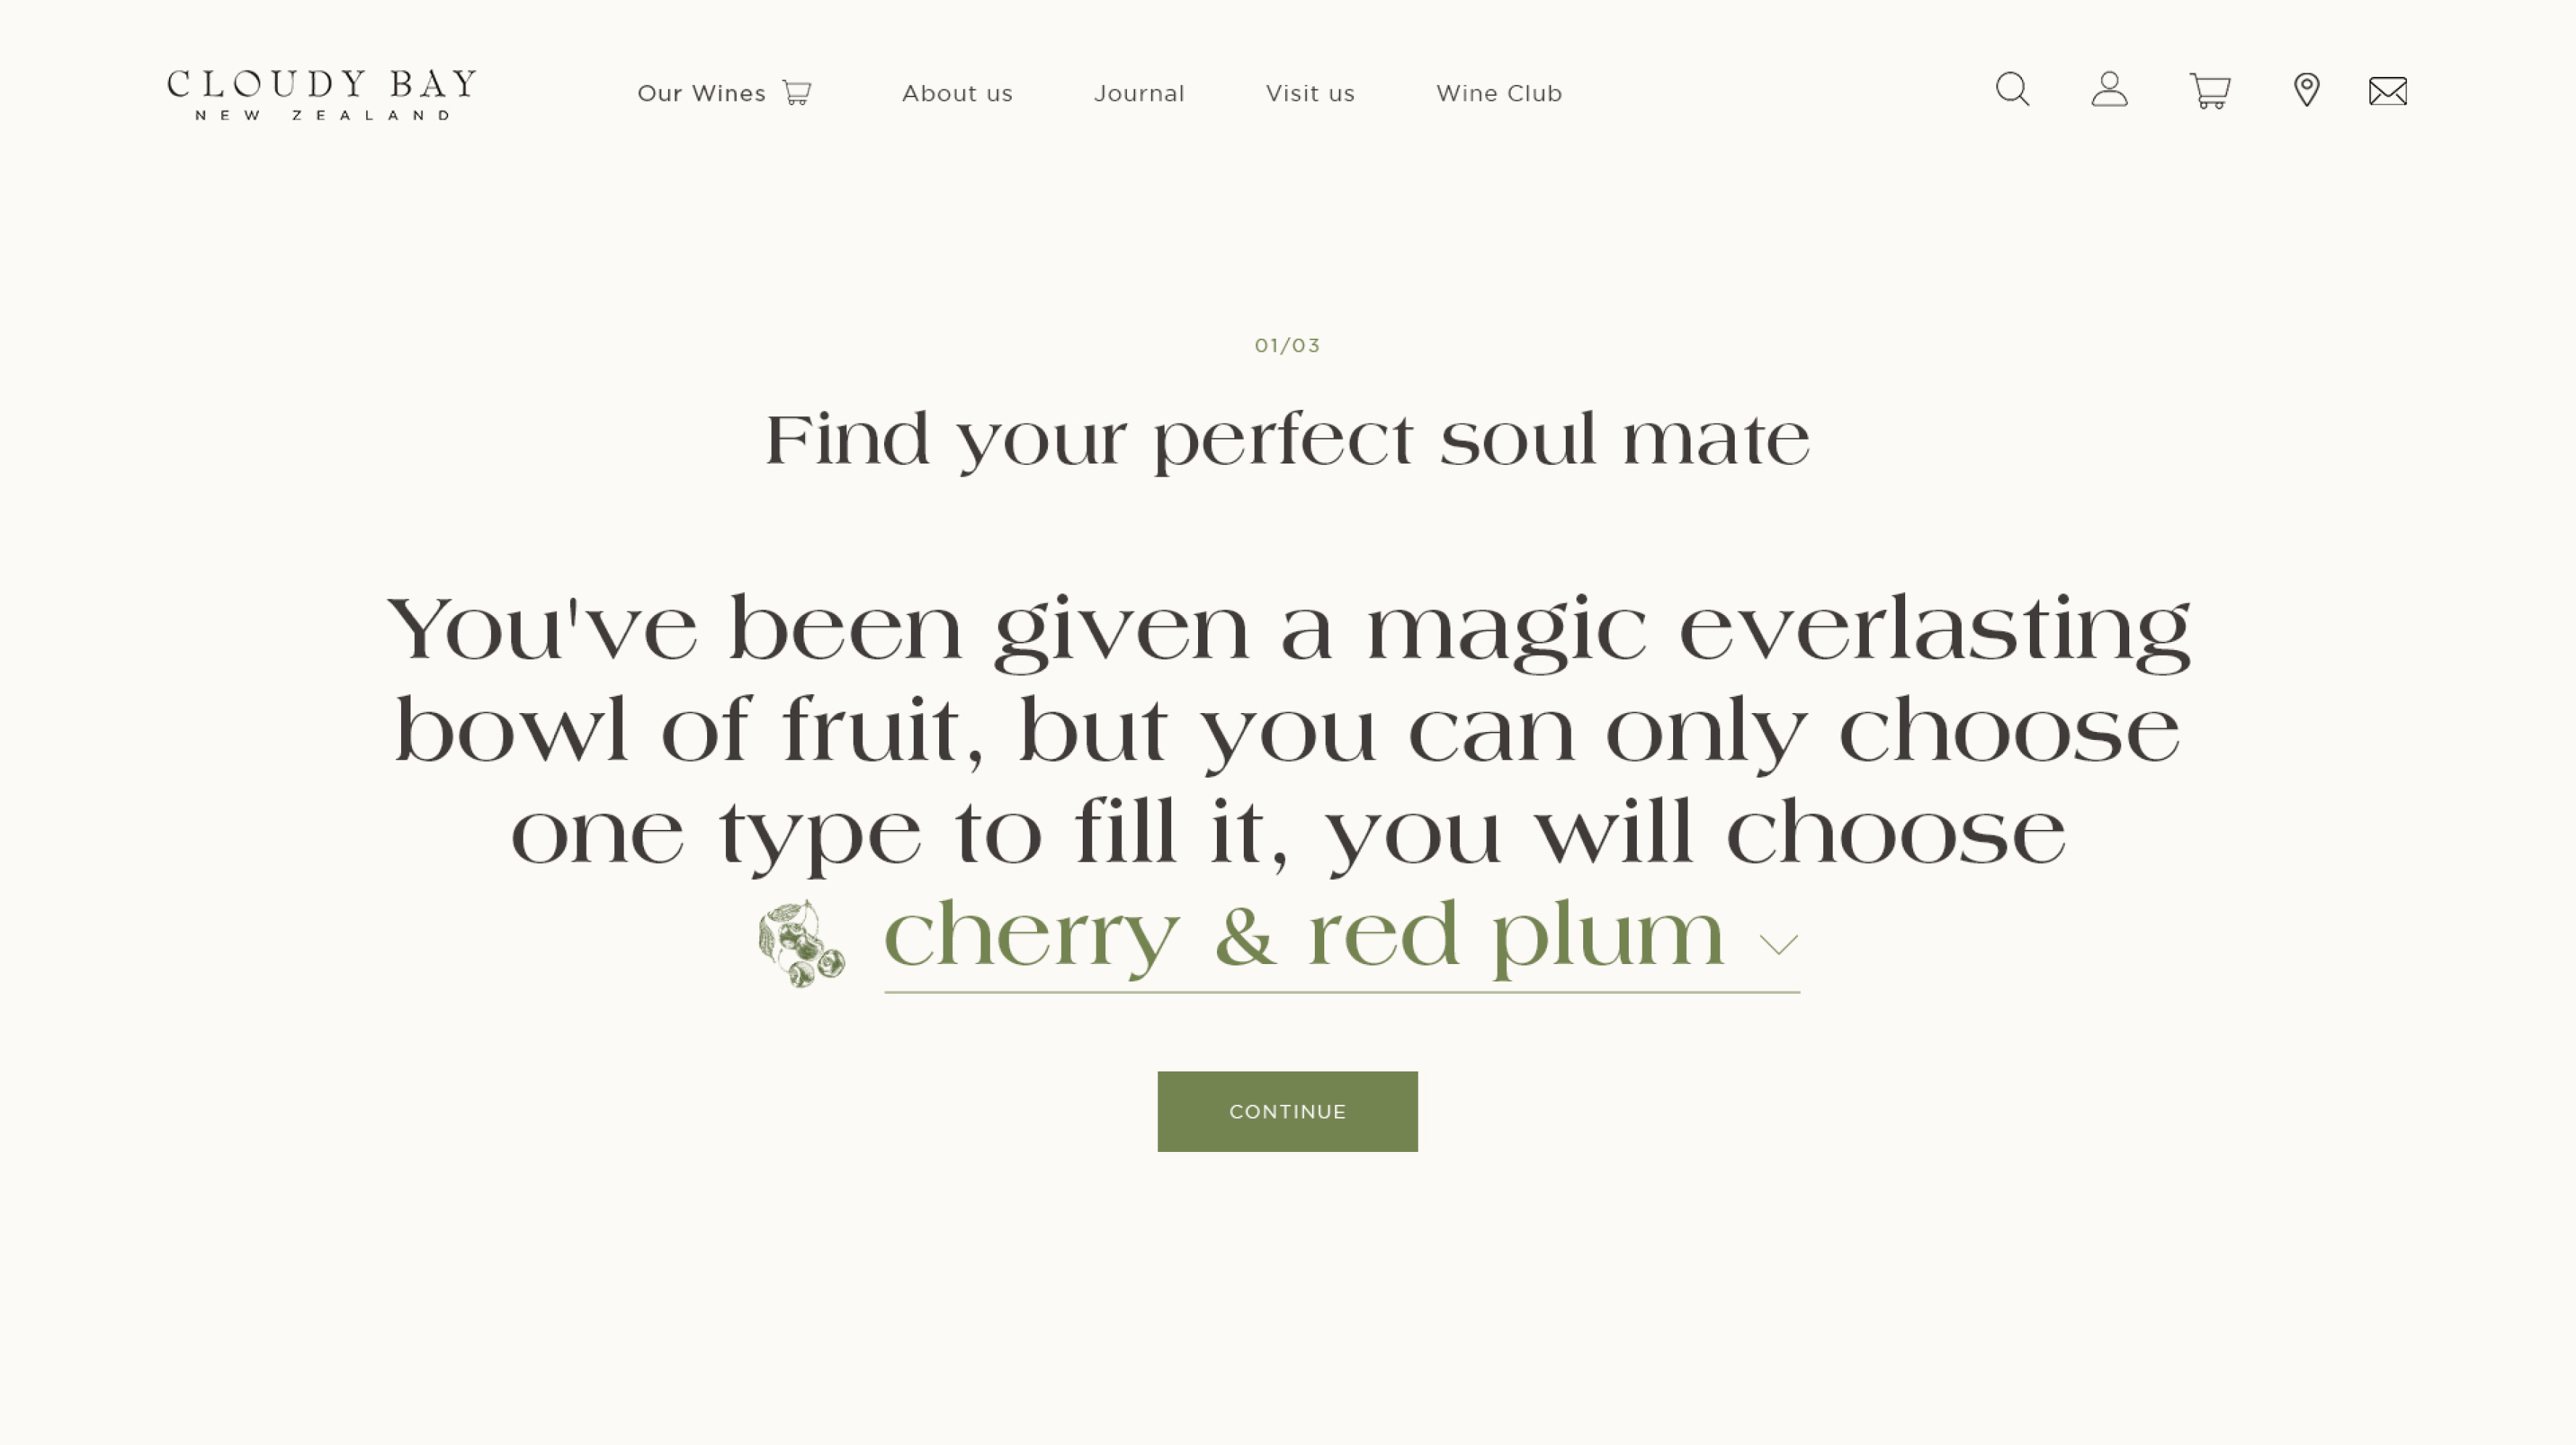 CLOUDY BAY
NEW ZEALAND
Our Wines
About us
Journal
Visit us
Wine Club
01/03
Find your perfect soul mate
You've been given a magic everlasting
bowl of fruit, but you can only choose
one type to fill it, you will choose
cherry & red plum
CONTINUE